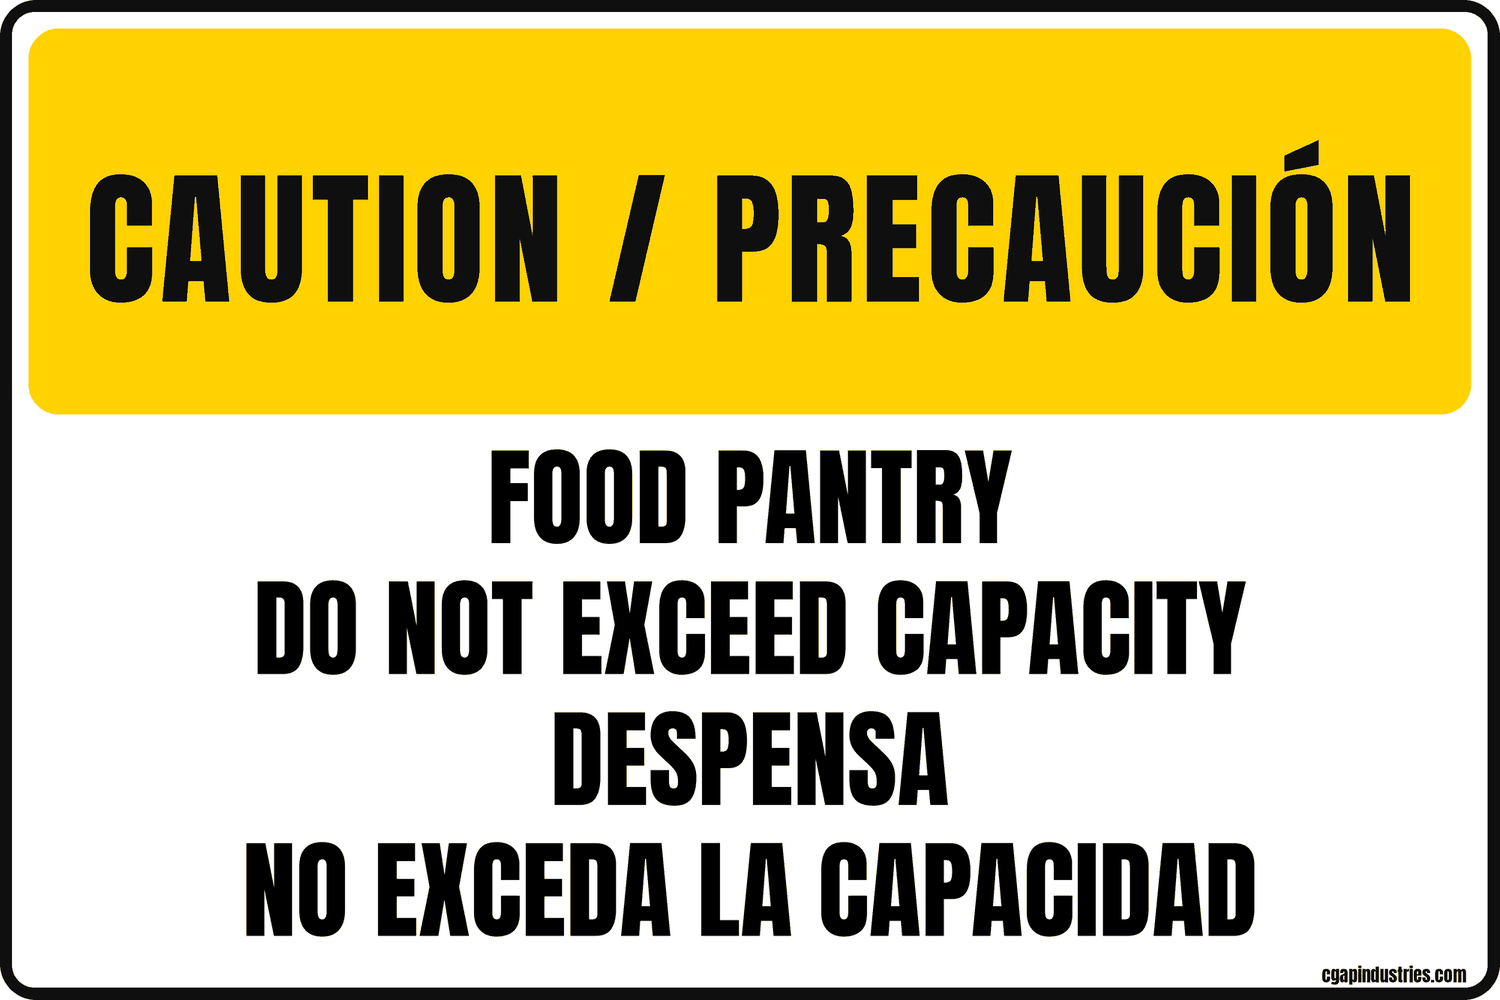 CAUTION / PRECAUCIÓN
FOOD PANTRY
DO NOT EXCEED CAPACITY
DESPENSA
NO EXCEDA LA CAPACIDAD
cgapindustries.com